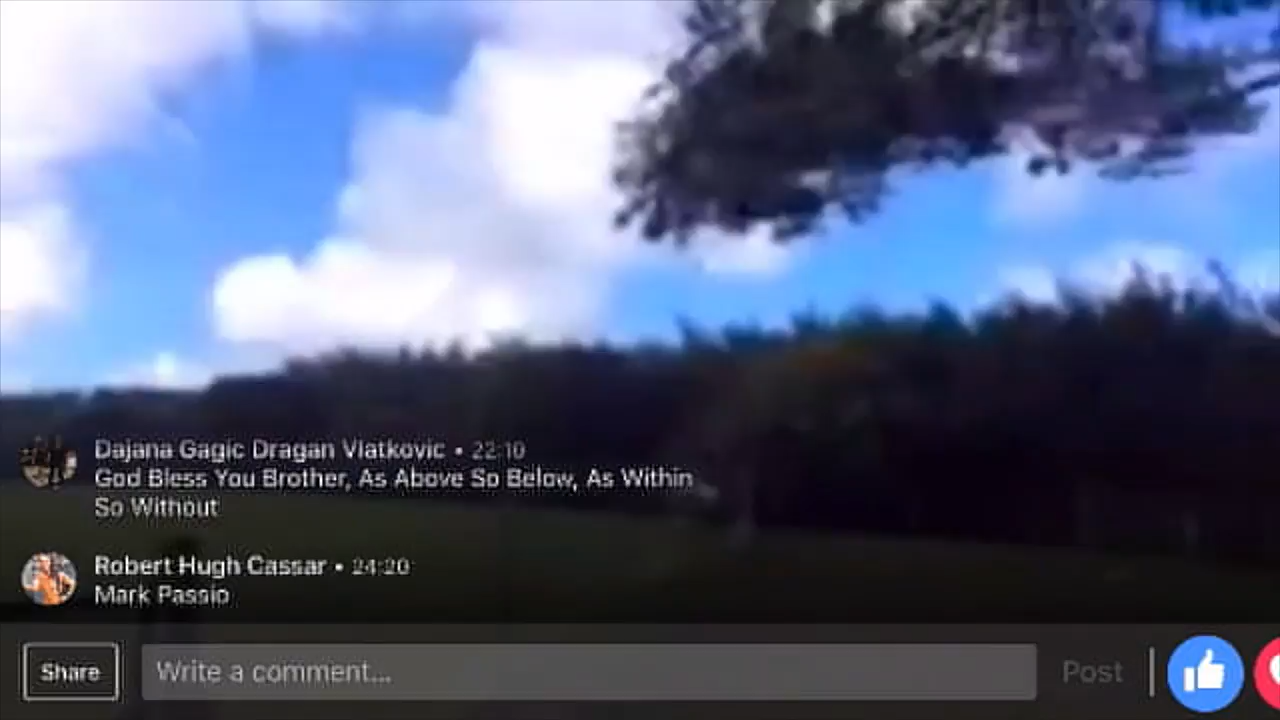 Dajana Gagic Dragan Vlatkovic • 22:10
God Bless You Brother, As Above So Below, As Within
So Without
Robert Hugh Cassar • 24:20
Mark Passio
Share
Write a comment...
Post